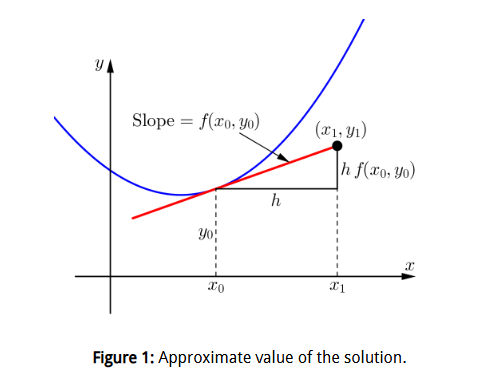 y
Slope = f(x₀, y₀)
(x₁, y₁)
h f(x₀, y₀)
h
y₀
x
x₀
x₁
Figure 1: Approximate value of the solution.